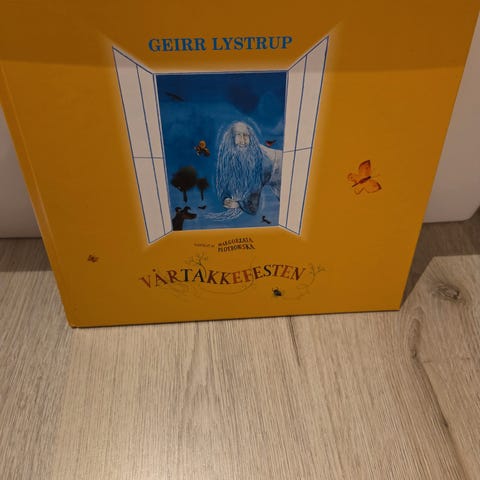 GEIRR LYSTRUP
MAŁGORZATA
PIOTROWSKA
VÅRTAKKEFESTEN